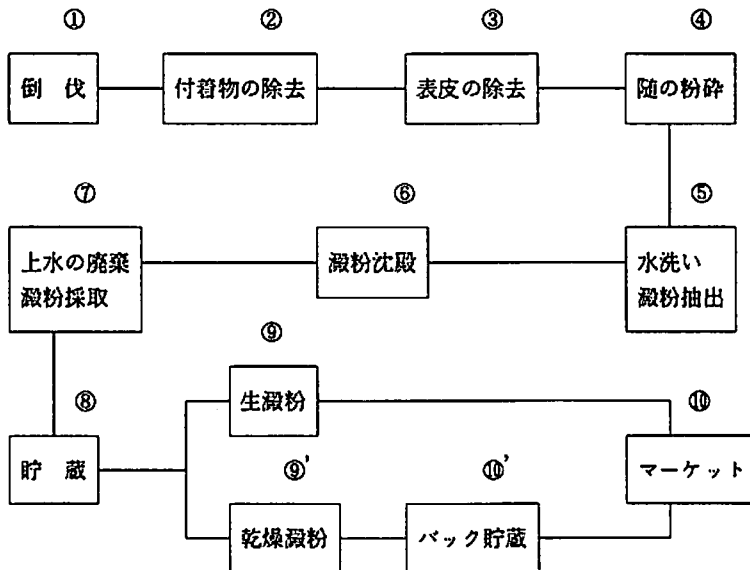 ① ② ③ ④
倒 伐 付着物の除去 表皮の除去 随の粉砕
⑦ ⑥ ⑤
上水の廃棄 澱粉沈殿 水洗い
澱粉採取 澱粉抽出
⑨
⑧ 生澱粉 ⑩
貯 蔵 ⑨' ⑩' マーケット
乾燥澱粉 バック貯蔵